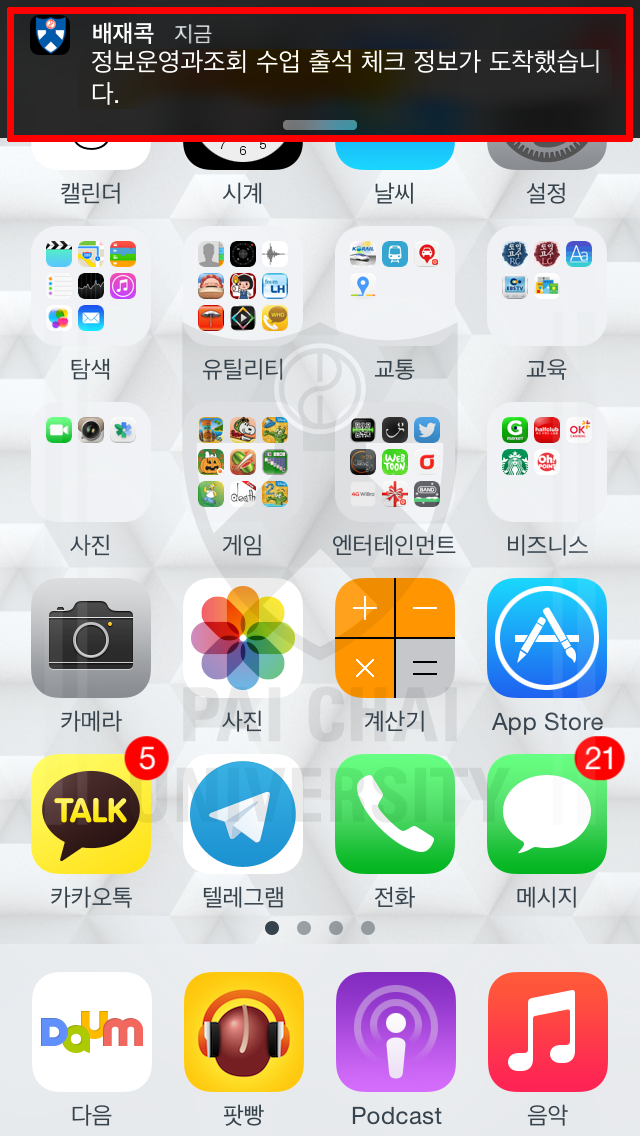 배재콕 지금
정보운영과조회 수업 출석 체크 정보가 도착했습니
다.
7 6 5
캘린더 시계 날씨 설정
탐색 유틸리티 교통 교육
사진 게임 엔터테인먼트 비즈니스
카메라 사진 계산기 App Store
PAI CHAI
UNIVERSITY
5 21
TALK
카카오톡 텔레그램 전화 메시지
Daum
다음 팟빵 Podcast 음악